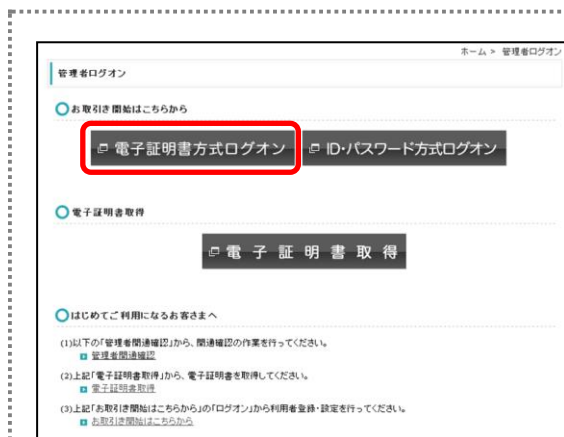 ホーム > 管理者ログオン
管理者ログオン
お取引き開始はこちらから
電子証明書方式ログオン
ID・パスワード方式ログオン
電子証明書取得
電子証明書取得
はじめてご利用になるお客さまへ
(1)以下の「管理者開通確認」から、開通確認の作業を行ってください。
管理者開通確認
(2)上記「電子証明書取得」から、電子証明書を取得してください。
電子証明書取得
(3)上記「お取引き開始はこちらから」の「ログオン」から利用者登録・設定を行ってください。
お取引き開始はこちらから